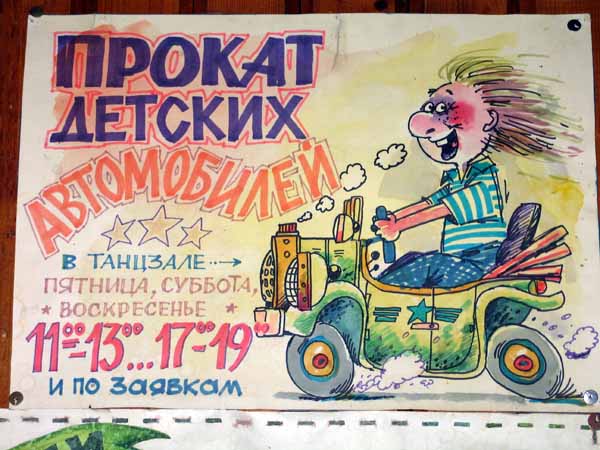 ПРОКАТ
ДЕТСКИХ
АВТОМОБИЛЕЙ
В ТАНЦЗАЛЕ
ПЯТНИЦА, СУББОТА,
ВОСКРЕСЕНЬЕ
11⁰⁰-13⁰⁰... 17⁰⁰-19⁰⁰
И ПО ЗАЯВКАМ